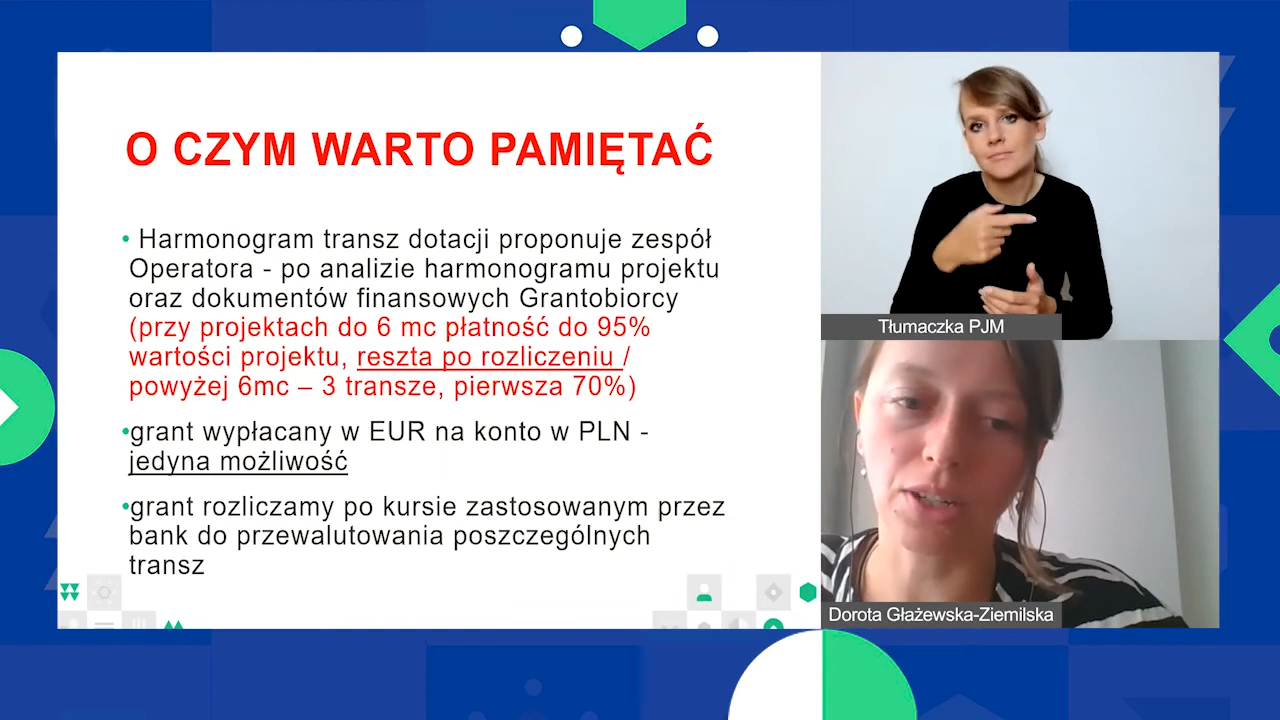 O CZYM WARTO PAMIĘTAĆ
• Harmonogram transz dotacji proponuje zespół
Operatora - po analizie harmonogramu projektu
oraz dokumentów finansowych Grantobiorcy
(przy projektach do 6 mc płatność do 95%
wartości projektu, reszta po rozliczeniu /
powyżej 6mc – 3 transze, pierwsza 70%)
•grant wypłacany w EUR na konto w PLN -
jedyna możliwość
•grant rozliczamy po kursie zastosowanym przez
bank do przewalutowania poszczególnych
transz
Tłumaczka PJM
Dorota Głażewska-Ziemilska